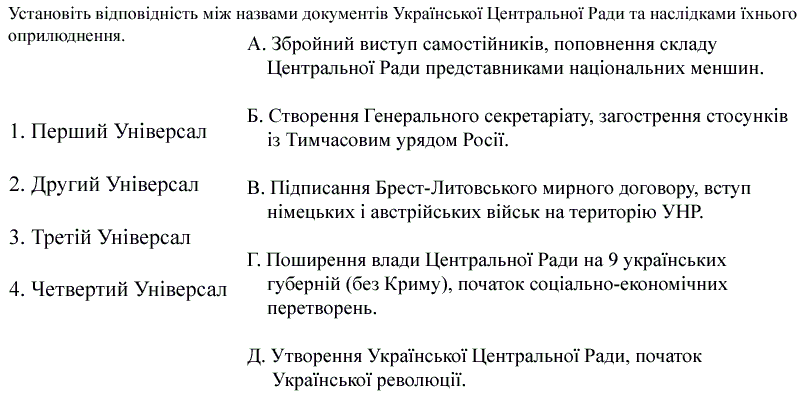 Установіть відповідність між назвами документів Української Центральної Ради та наслідками їхнього
оприлюднення.
1. Перший Універсал
2. Другий Універсал
3. Третій Універсал
4. Четвертий Універсал
А. Збройний виступ самостійників, поповнення складу
Центральної Ради представниками національних меншин.
Б. Створення Генерального секретаріату, загострення стосунків
із Тимчасовим урядом Росії.
В. Підписання Брест-Литовського мирного договору, вступ
німецьких і австрійських військ на територію УНР.
Г. Поширення влади Центральної Ради на 9 українських
губерній (без Криму), початок соціально-економічних
перетворень.
Д. Утворення Української Центральної Ради, початок
Української революції.